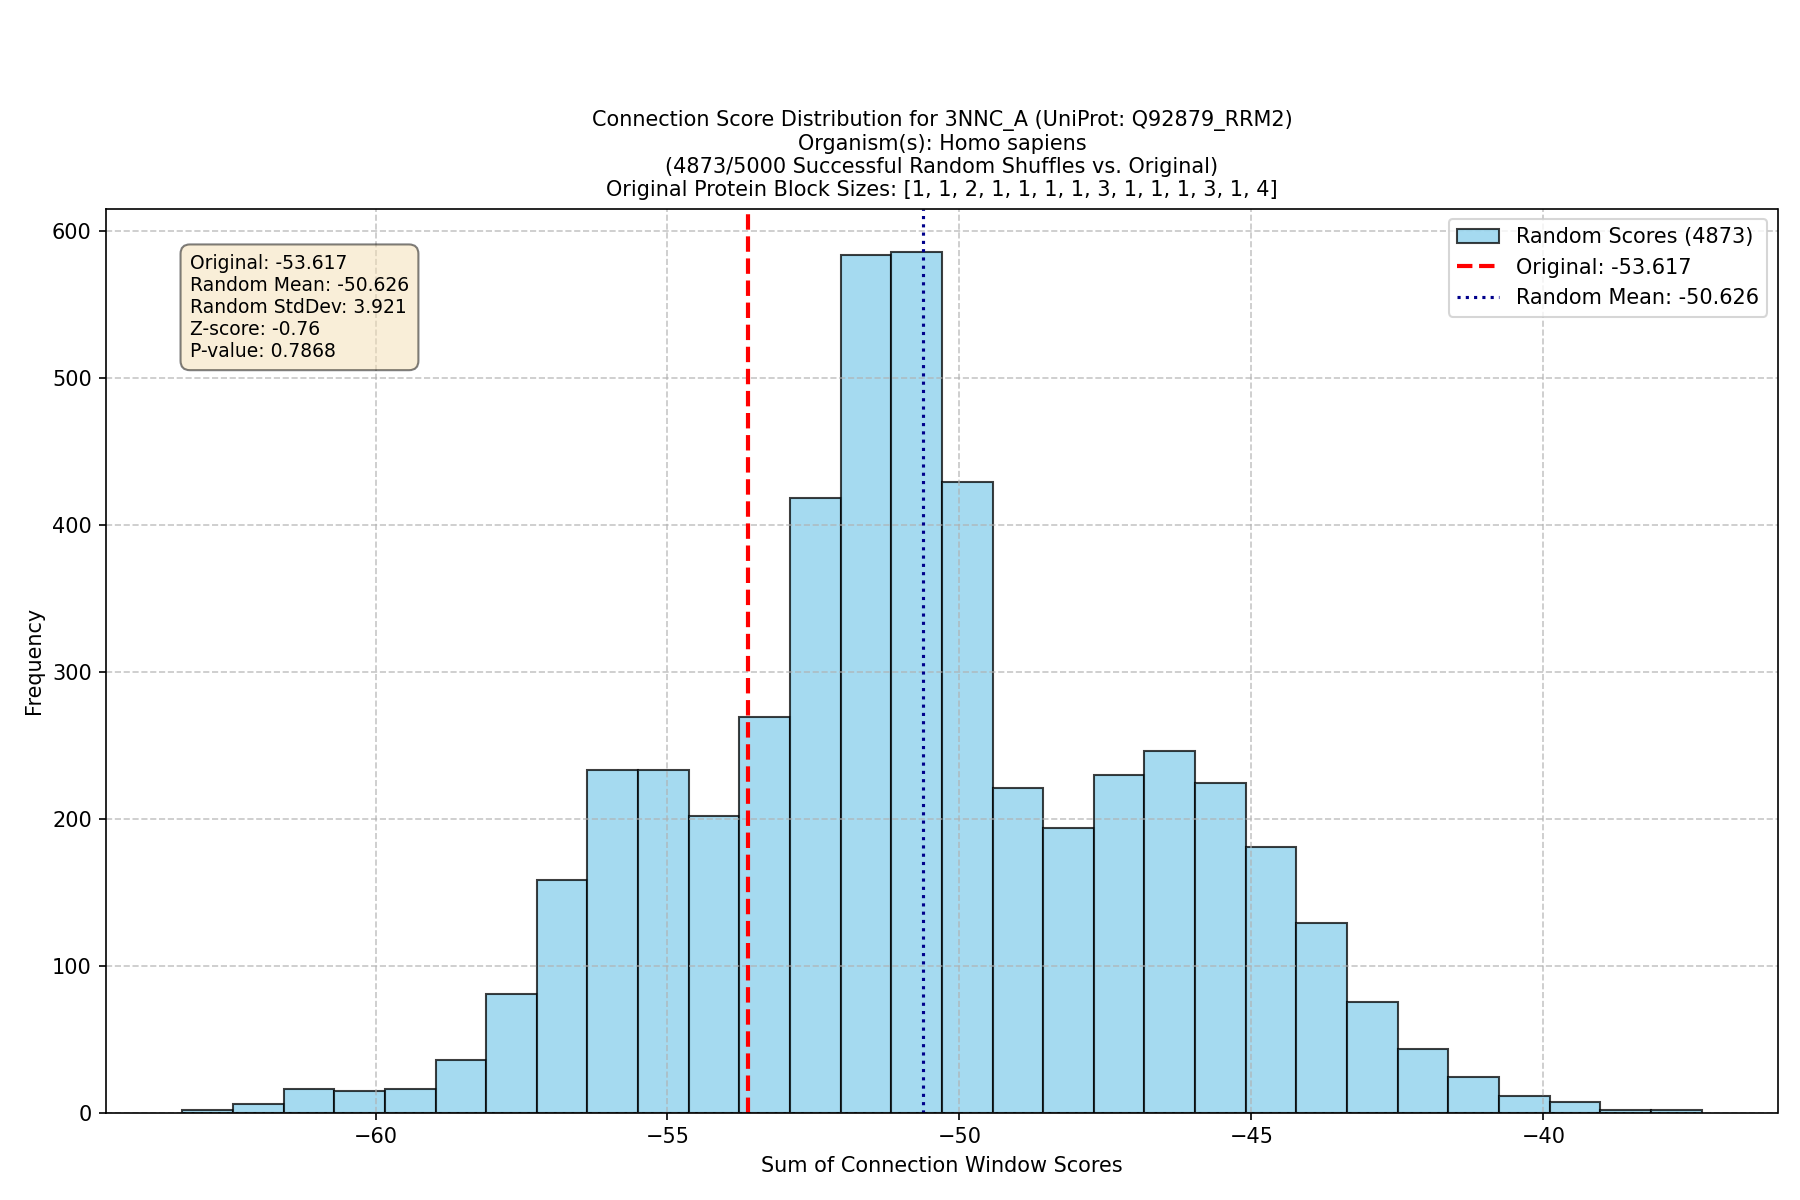 Connection Score Distribution for 3NNC_A (UniProt: Q92879_RRM2)
Organism(s): Homo sapiens
(4873/5000 Successful Random Shuffles vs. Original)
Original Protein Block Sizes: [1, 1, 2, 1, 1, 1, 1, 3, 1, 1, 1, 3, 1, 4]
Original: -53.617
Random Mean: -50.626
Random StdDev: 3.921
Z-score: -0.76
P-value: 0.7868
Random Scores (4873)
Original: -53.617
Random Mean: -50.626
Frequency
600
500
400
300
200
100
0
−60
−55
−50
−45
−40
Sum of Connection Window Scores